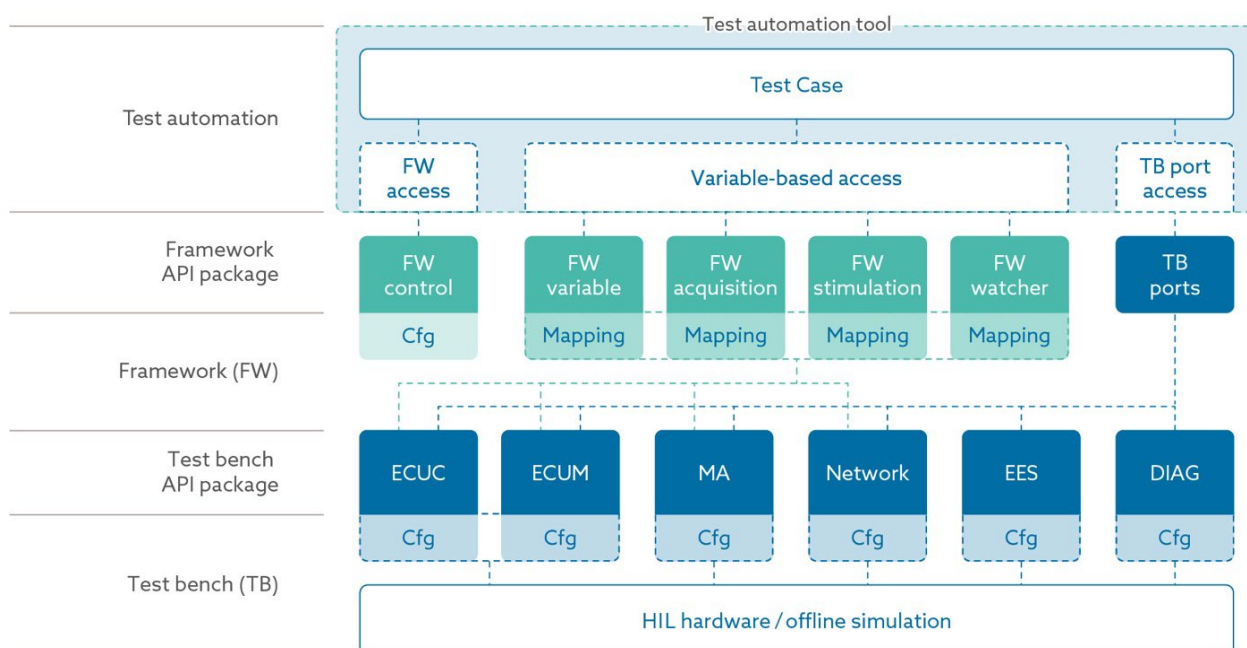 Test automation tool
Test Case
Test automation
FW
access
Variable-based access
TB port
access
Framework
API package
FW
control
FW
variable
FW
acquisition
FW
stimulation
FW
watcher
TB
ports
Cfg
Mapping
Mapping
Mapping
Mapping
Framework (FW)
Test bench
API package
ECUC
ECUM
MA
Network
EES
DIAG
Cfg
Cfg
Cfg
Cfg
Cfg
Cfg
Test bench (TB)
HIL hardware / offline simulation